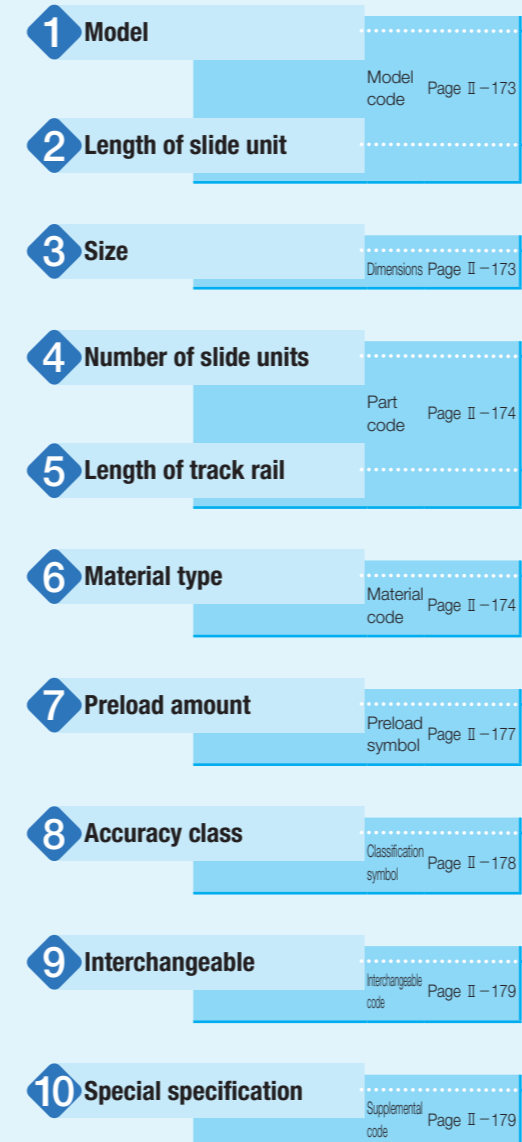 1 Model
Model code Page Ⅱ－173
2 Length of slide unit
3 Size
Dimensions Page Ⅱ－173
4 Number of slide units
Part code Page Ⅱ－174
5 Length of track rail
6 Material type
Material code Page Ⅱ－174
7 Preload amount
Preload symbol Page Ⅱ－177
8 Accuracy class
Classification symbol Page Ⅱ－178
9 Interchangeable
Interchangeable code Page Ⅱ－179
10 Special specification
Supplemental code Page Ⅱ－179